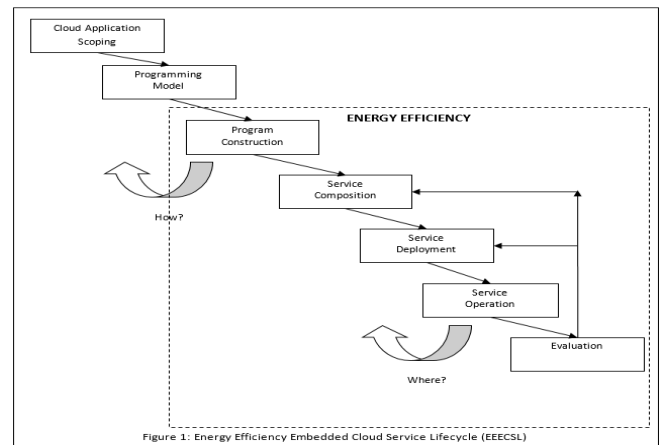 Cloud Application
Scoping
Programming
Model
ENERGY EFFICIENCY
Program
Construction
Service
Composition
How?
Service
Deployment
Service
Operation
Evaluation
Where?
Figure 1: Energy Efficiency Embedded Cloud Service Lifecycle (EEECSL)